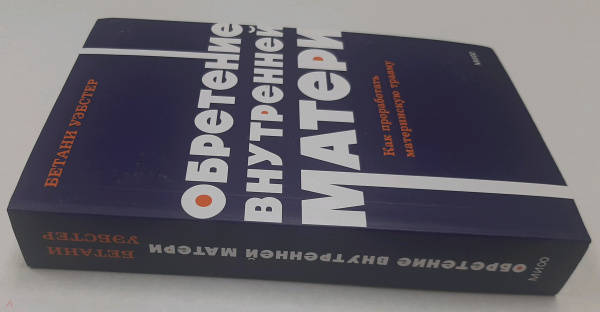 БЕТАНИ УЭБСТЕР
ОБРЕТЕНИЕ
ВНУТРЕННЕЙ
МАТЕРИ
Как проработать
материнскую травму
МИФ
БЕТАНИ
УЭБСТЕР
ОБРЕТЕНИЕ ВНУТРЕННЕЙ МАТЕРИ
МИФ